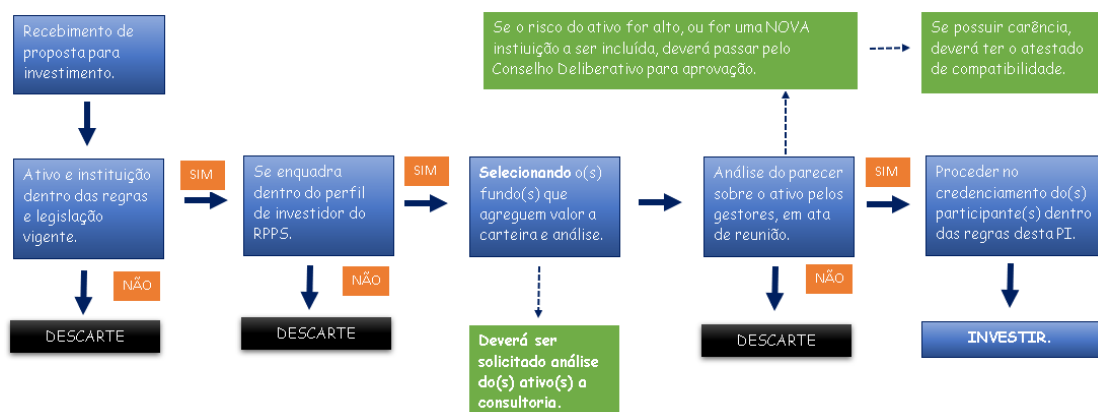 Recebimento de
proposta para
investimento.
Se o risco do ativo for alto, ou for uma NOVA
instiuição a ser incluída, deverá passar pelo
Conselho Deliberativo para aprovação.
Se possuir carência,
deverá ter o atestado
de compatibilidade.
Ativo e instituição
dentro das regras
e legislação
vigente.
SIM
Se enquadra
dentro do perfil
de investidor do
RPPS.
SIM
Selecionando o(s)
fundo(s) que
agreguem valor a
carteira e análise.
Análise do parecer
sobre o ativo pelos
gestores, em ata
de reunião.
SIM
Proceder no
credenciamento do(s)
participante(s) dentro
das regras desta PI.
NÃO
NÃO
NÃO
DESCARTE
DESCARTE
Deverá ser
solicitado análise
do(s) ativo(s) a
consultoria.
DESCARTE
INVESTIR.